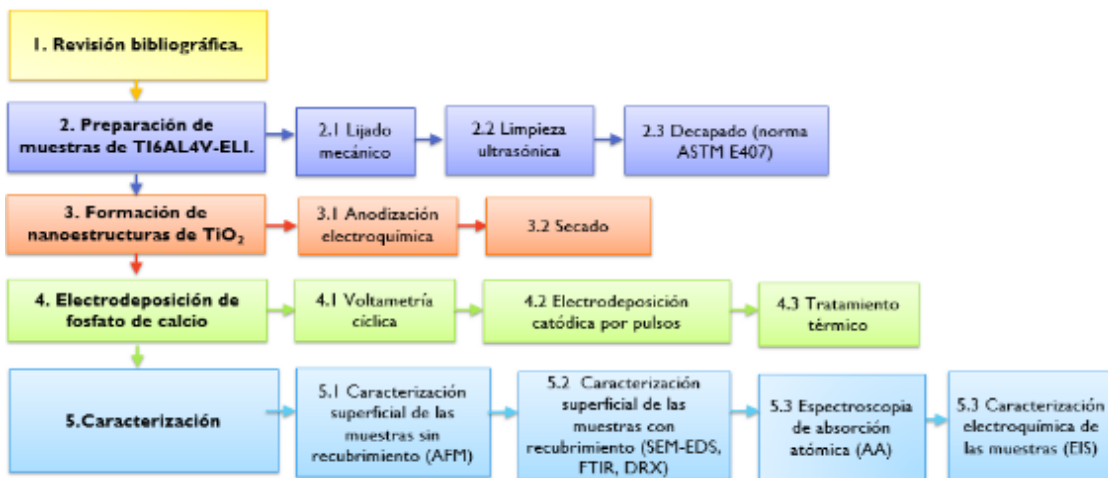 1. Revisión bibliográfica.
2. Preparación de
muestras de TI6AL4V-ELI.
2.1 Lijado
mecánico
2.2 Limpieza
ultrasónica
2.3 Decapado (norma
ASTM E407)
3. Formación de
nanoestructuras de TiO₂
3.1 Anodización
electroquímica
3.2 Secado
4. Electrodeposición de
fosfato de calcio
4.1 Voltametría
cíclica
4.2 Electrodeposición
catódica por pulsos
4.3 Tratamiento
térmico
5.Caracterización
5.1 Caracterización
superficial de las
muestras sin
recubrimiento (AFM)
5.2 Caracterización
superficial de las
muestras con
recubrimiento (SEM-EDS,
FTIR, DRX)
5.3 Espectroscopia
de absorción
atómica (AA)
5.3 Caracterización
electroquímica de
las muestras (EIS)